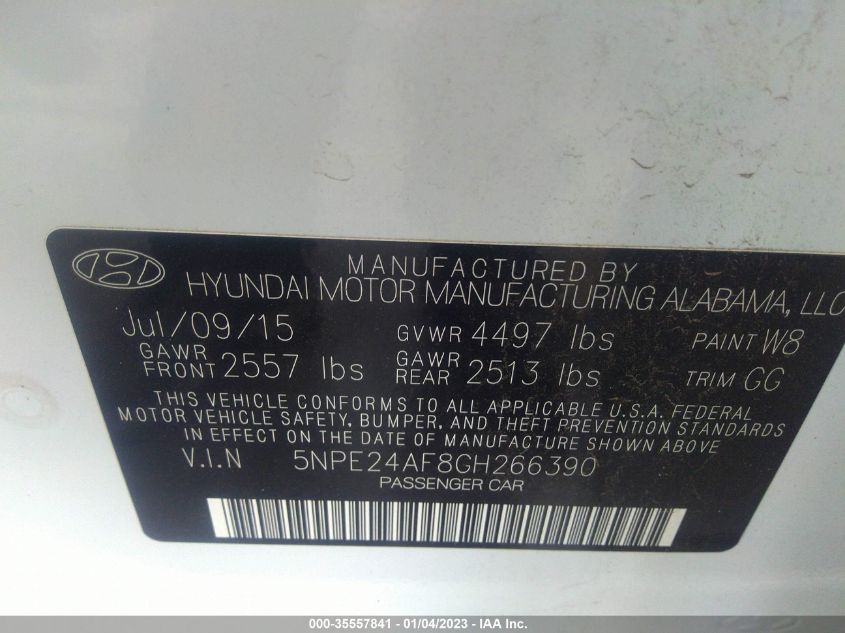 MANUFACTURED BY
HYUNDAI MOTOR MANUFACTURING ALABAMA, LLC
Jul/09/15 GVWR 4497 lbs PAINT W8
GAWR FRONT 2557 lbs GAWR REAR 2513 lbs TRIM GG
THIS VEHICLE CONFORMS TO ALL APPLICABLE U.S.A. FEDERAL
MOTOR VEHICLE SAFETY, BUMPER, AND THEFT PREVENTION STANDARDS
IN EFFECT ON THE DATE OF MANUFACTURE SHOWN ABOVE
V.I.N 5NPE24AF8GH266390
PASSENGER CAR
000-35557841 - 01/04/2023 - IAA Inc.